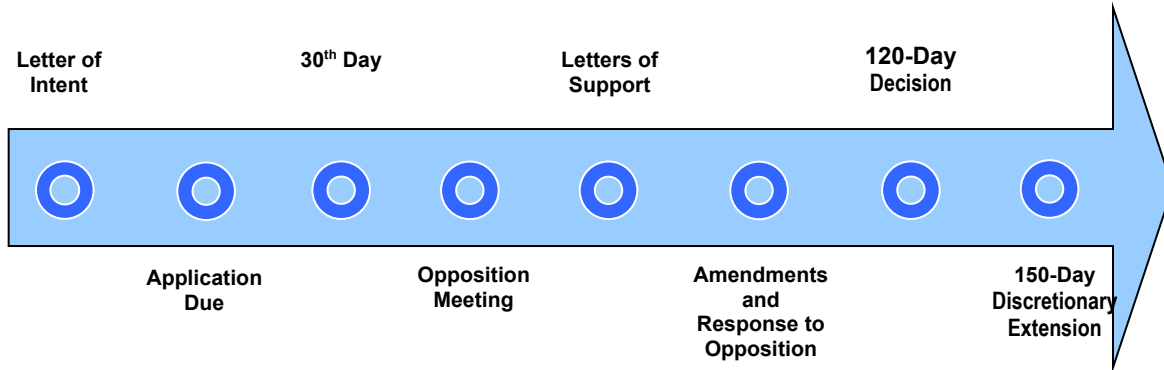 Letter of
Intent
30th Day
Letters of
Support
120-Day
Decision
Application
Due
Opposition
Meeting
Amendments
and
Response to
Opposition
150-Day
Discretionary
Extension